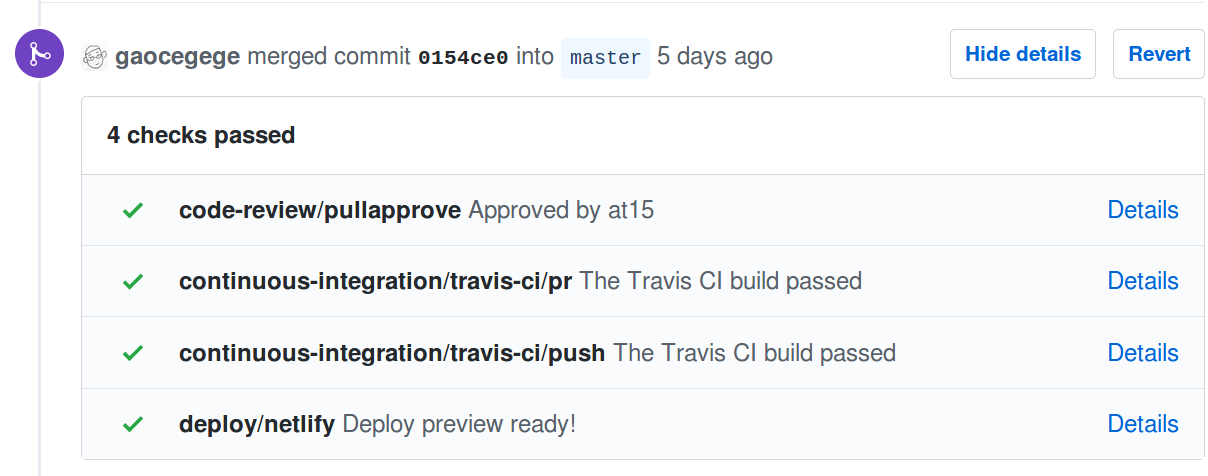 gaocegege merged commit 0154ce0 into master 5 days ago Hide details Revert
4 checks passed
code-review/pullapprove Approved by at15 Details
continuous-integration/travis-ci/pr The Travis CI build passed Details
continuous-integration/travis-ci/push The Travis CI build passed Details
deploy/netlify Deploy preview ready! Details